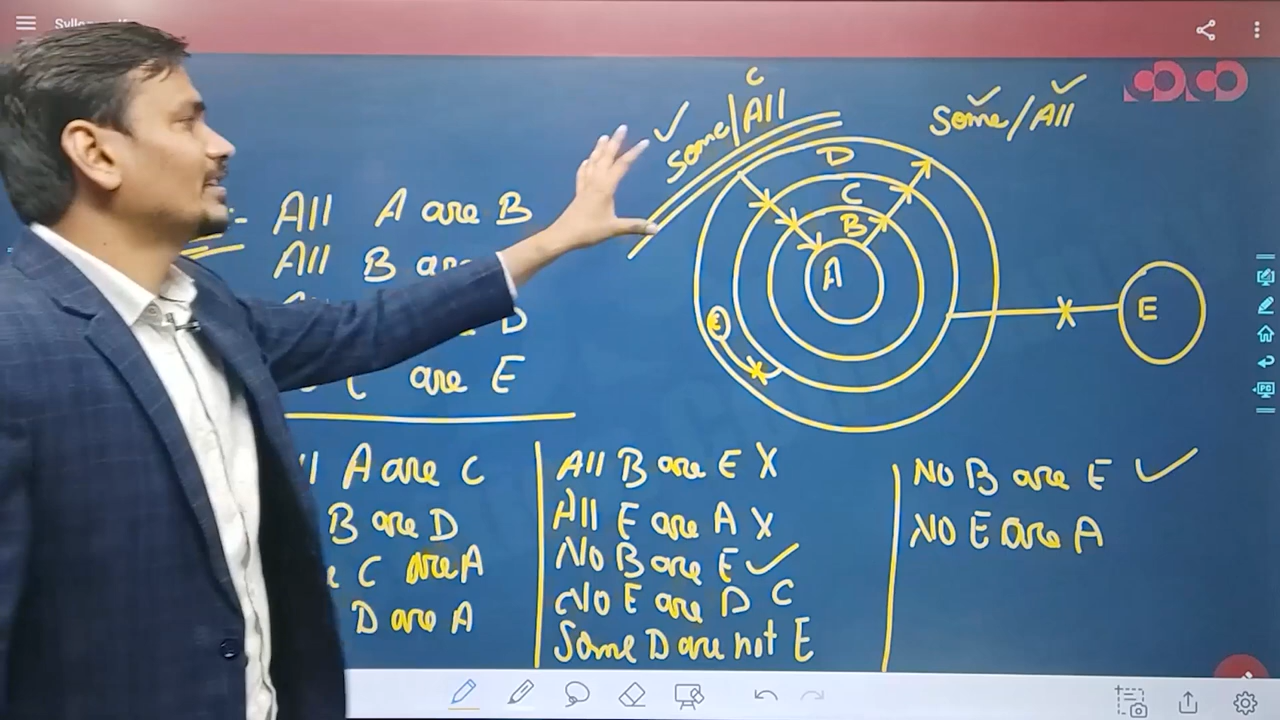 Some/All
C
Some/All
All A are B
All B are
D
C are E
D
C
B
A
E
E
All A are C
B are D
C are A
D are A
All B are E X
All E are A X
No B are E ✓
No E are D C
Some D are not E
No B are E ✓
No E are A